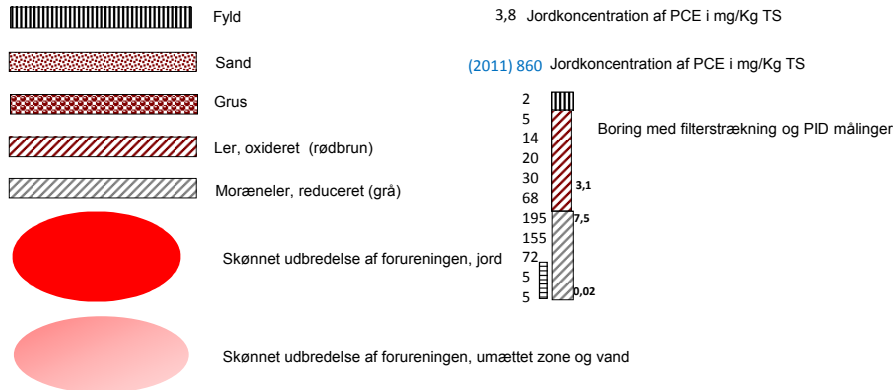 Fyld
Sand
Grus
Ler, oxideret (rødbrun)
Moræneler, reduceret (grå)
Skønnet udbredelse af forureningen, jord
Skønnet udbredelse af forureningen, umættet zone og vand
3,8 Jordkoncentration af PCE i mg/Kg TS
(2011) 860 Jordkoncentration af PCE i mg/Kg TS
Boring med filterstrækning og PID målinger
2
5
14
20
30
68
195
155
72
5
5
3,1
7,5
0,02